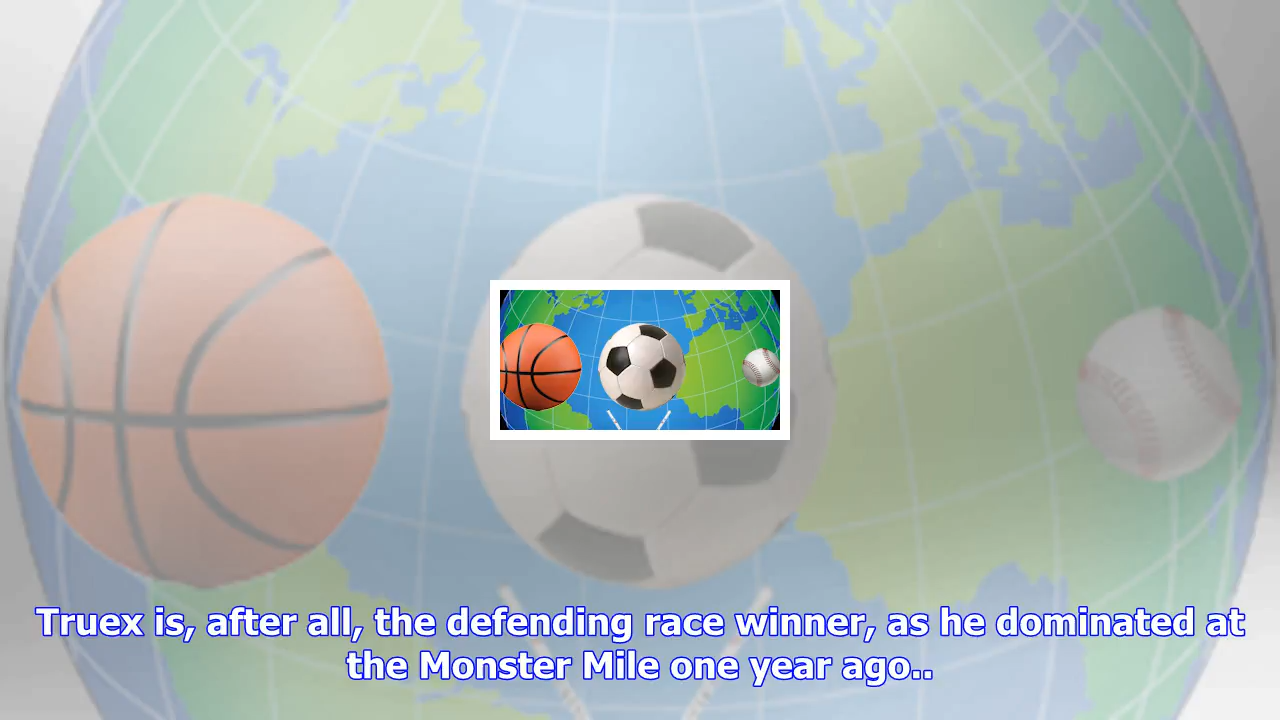 Truex is, after all, the defending race winner, as he dominated at
the Monster Mile one year ago..